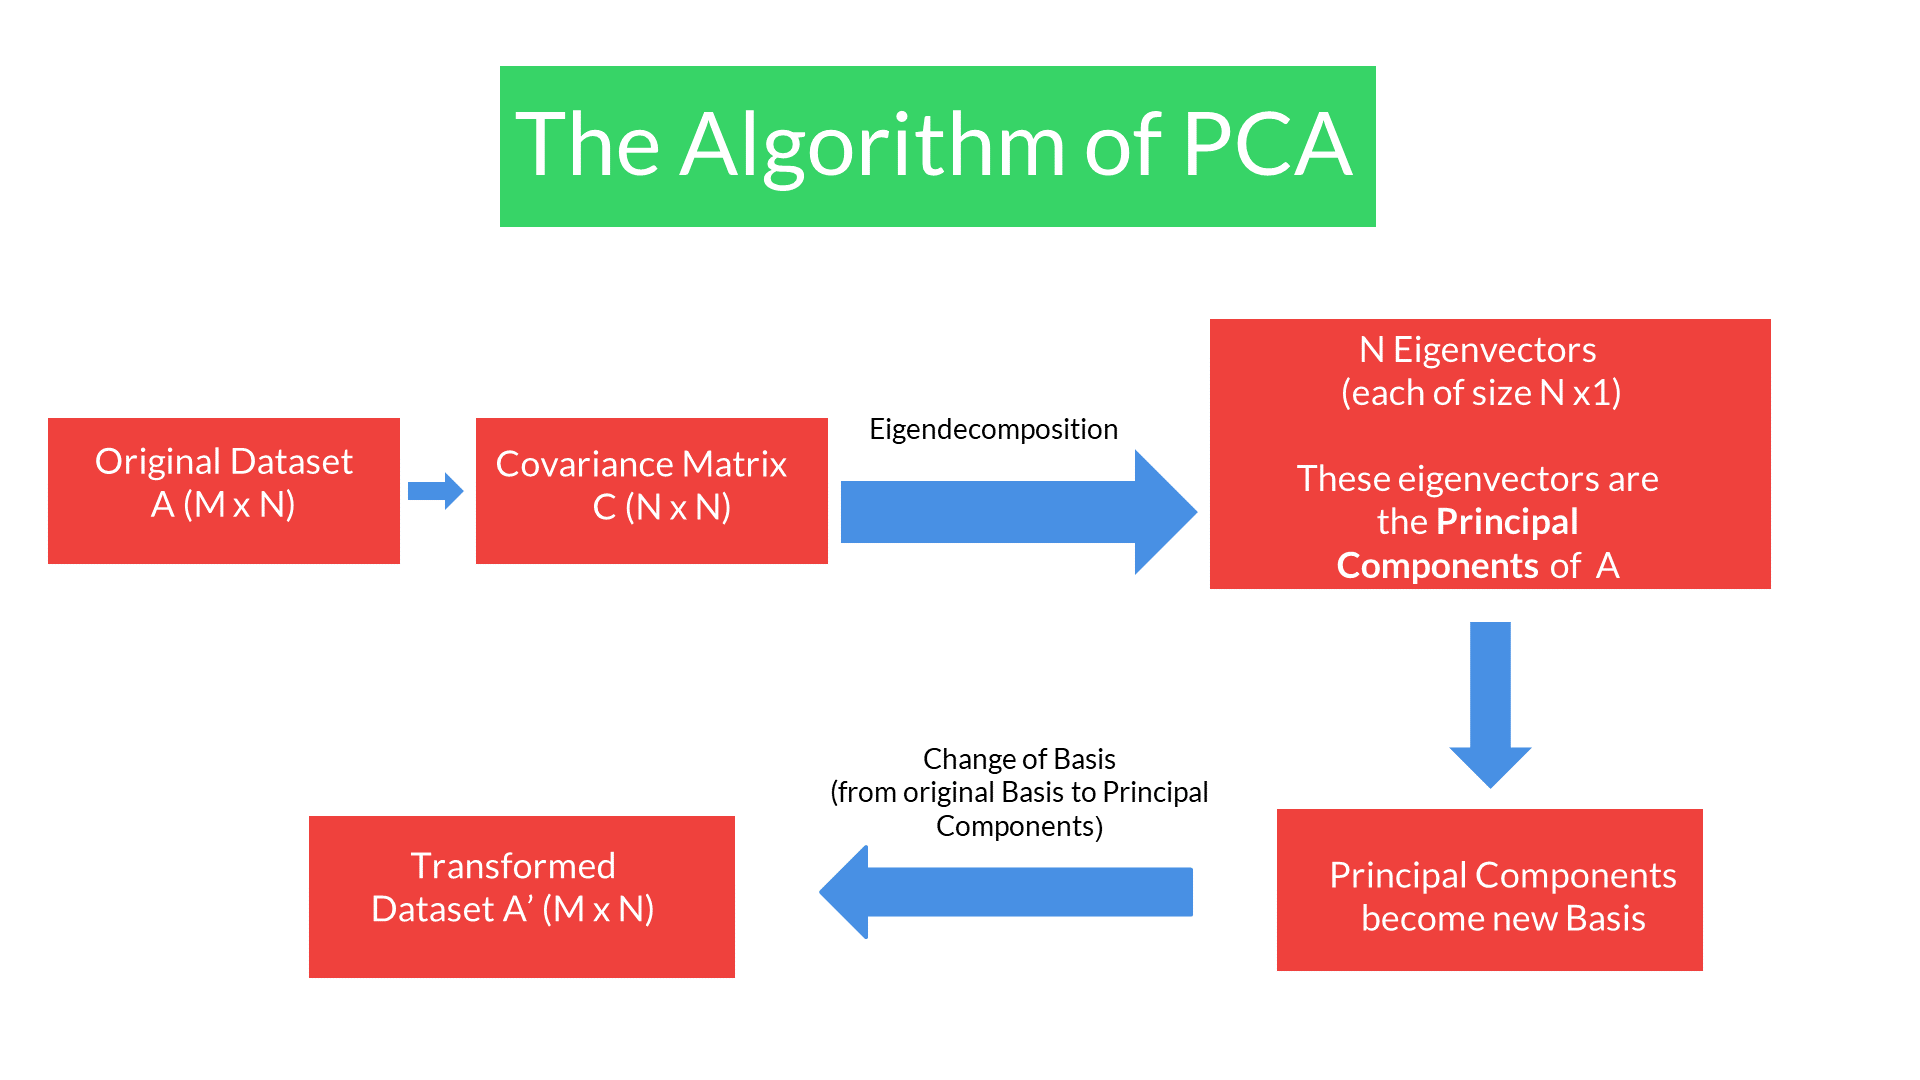 The Algorithm of PCA
Original Dataset
A (M x N)
Covariance Matrix
C (N x N)
Eigendecomposition
N Eigenvectors
(each of size N x1)
These eigenvectors are
the Principal
Components of A
Principal Components
become new Basis
Change of Basis
(from original Basis to Principal
Components)
Transformed
Dataset A’ (M x N)